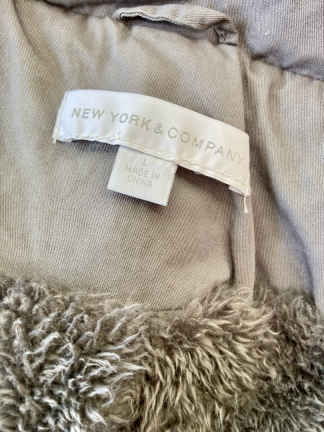 NEW YORK & COMPANY
L
MADE IN
CHINA